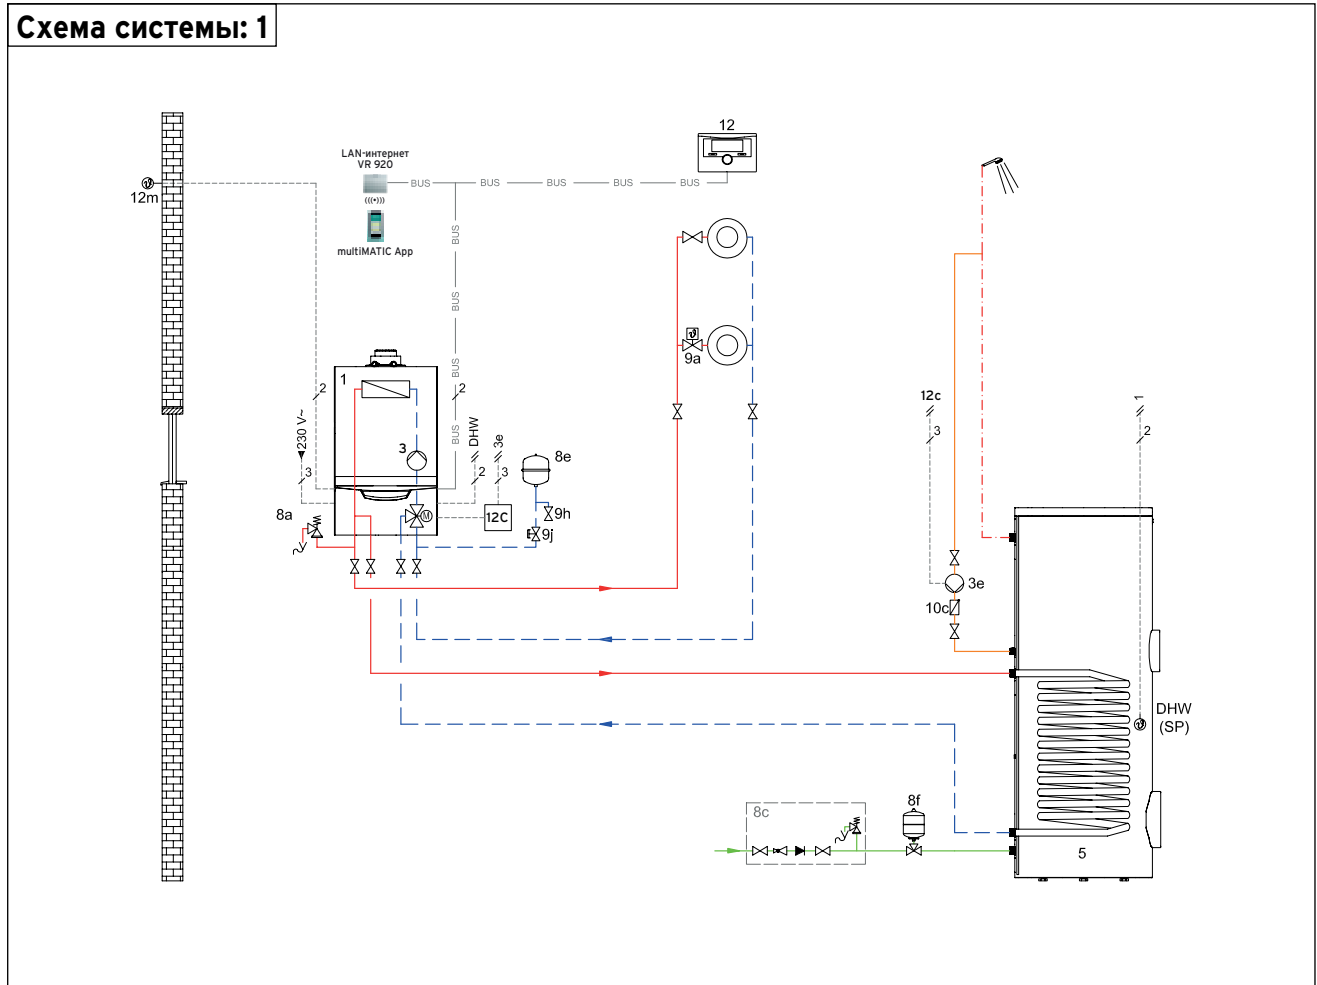 Схема системы: 1
12
LAN-интернет
VR 920
BUS
BUS
BUS
BUS
BUS
12m
multiMATIC App
BUS
BUS
BUS
BUS
9a
1
2
2
230 V~
3
DHW
2
3e
3
3
8e
8a
M
12C
9h
9j
12c
3
1
2
3e
10c
DHW
(SP)
8c
8f
5